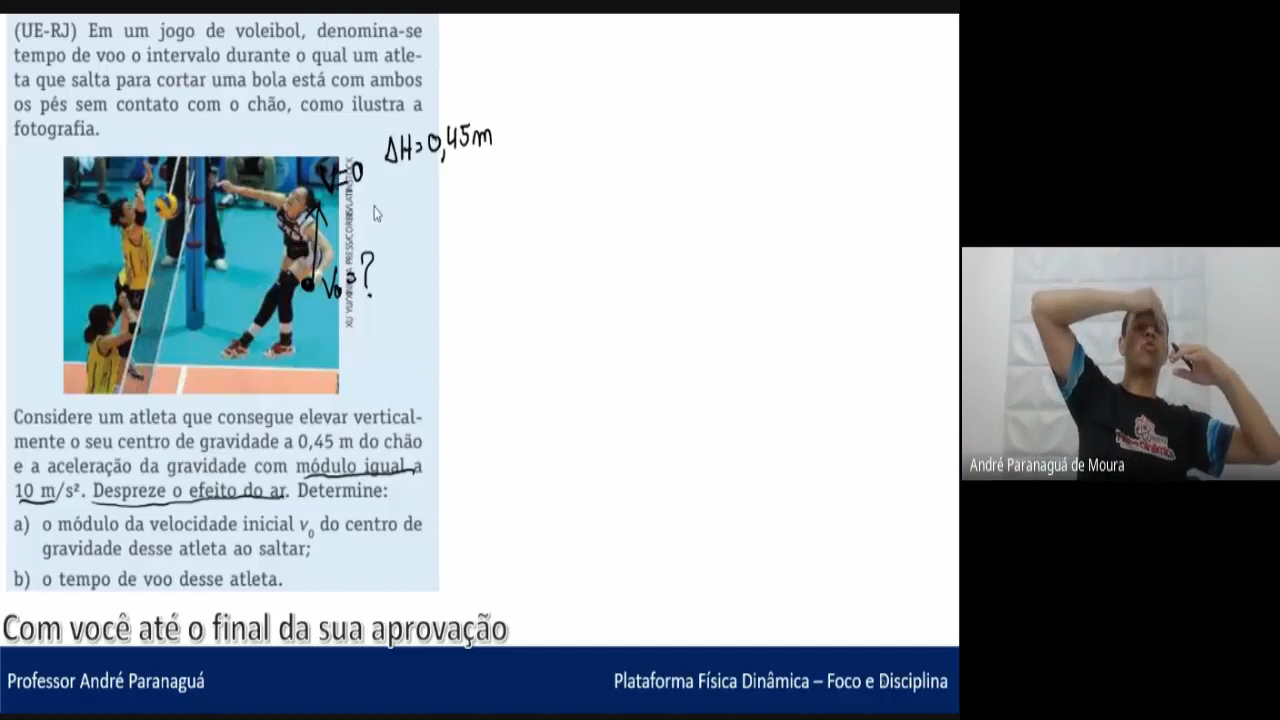 (UE-RJ) Em um jogo de voleibol, denomina-se
tempo de voo o intervalo durante o qual um atle-
ta que salta para cortar uma bola está com ambos
os pés sem contato com o chão, como ilustra a
fotografia.
ΔH=0,45m
V=0
V₀=?
Considere um atleta que consegue elevar vertical-
mente o seu centro de gravidade a 0,45 m do chão
e a aceleração da gravidade com módulo igual a
10 m/s². Despreze o efeito do ar. Determine:
a) o módulo da velocidade inicial v₀ do centro de
gravidade desse atleta ao saltar;
b) o tempo de voo desse atleta.
Com você até o final da sua aprovação
Professor André Paranaguá
Plataforma Física Dinâmica – Foco e Disciplina
André Paranaguá de Moura